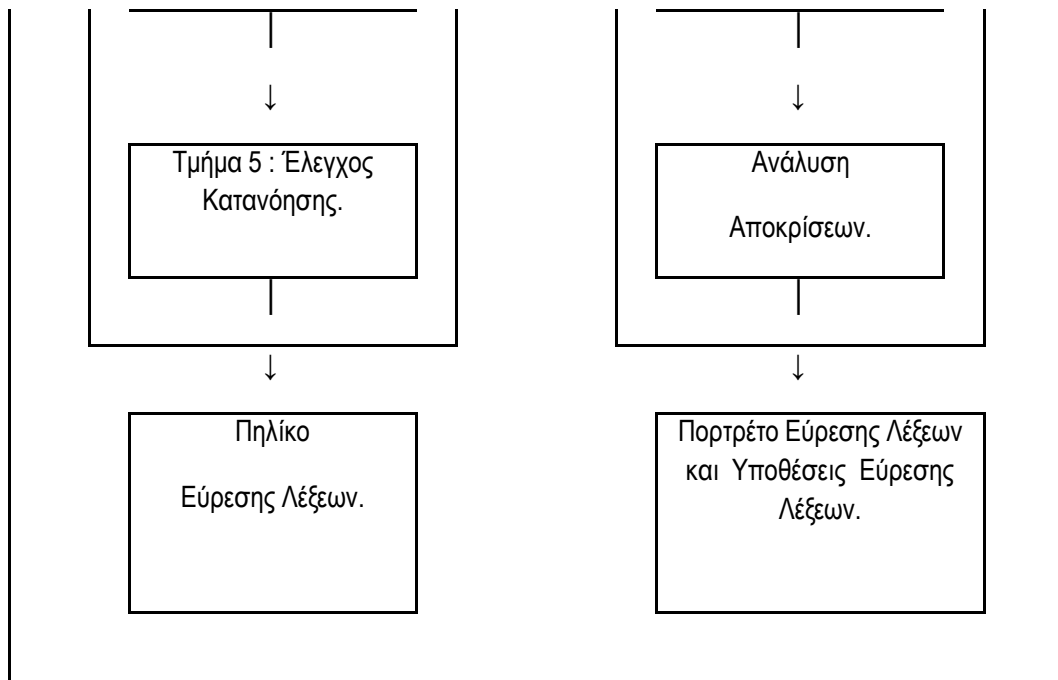 ↓
↓
Τμήμα 5 : Έλεγχος
Κατανόησης.
Ανάλυση
Αποκρίσεων.
↓
↓
Πηλίκο
Εύρεσης Λέξεων.
Πορτρέτο Εύρεσης Λέξεων
και Υποθέσεις Εύρεσης
Λέξεων.